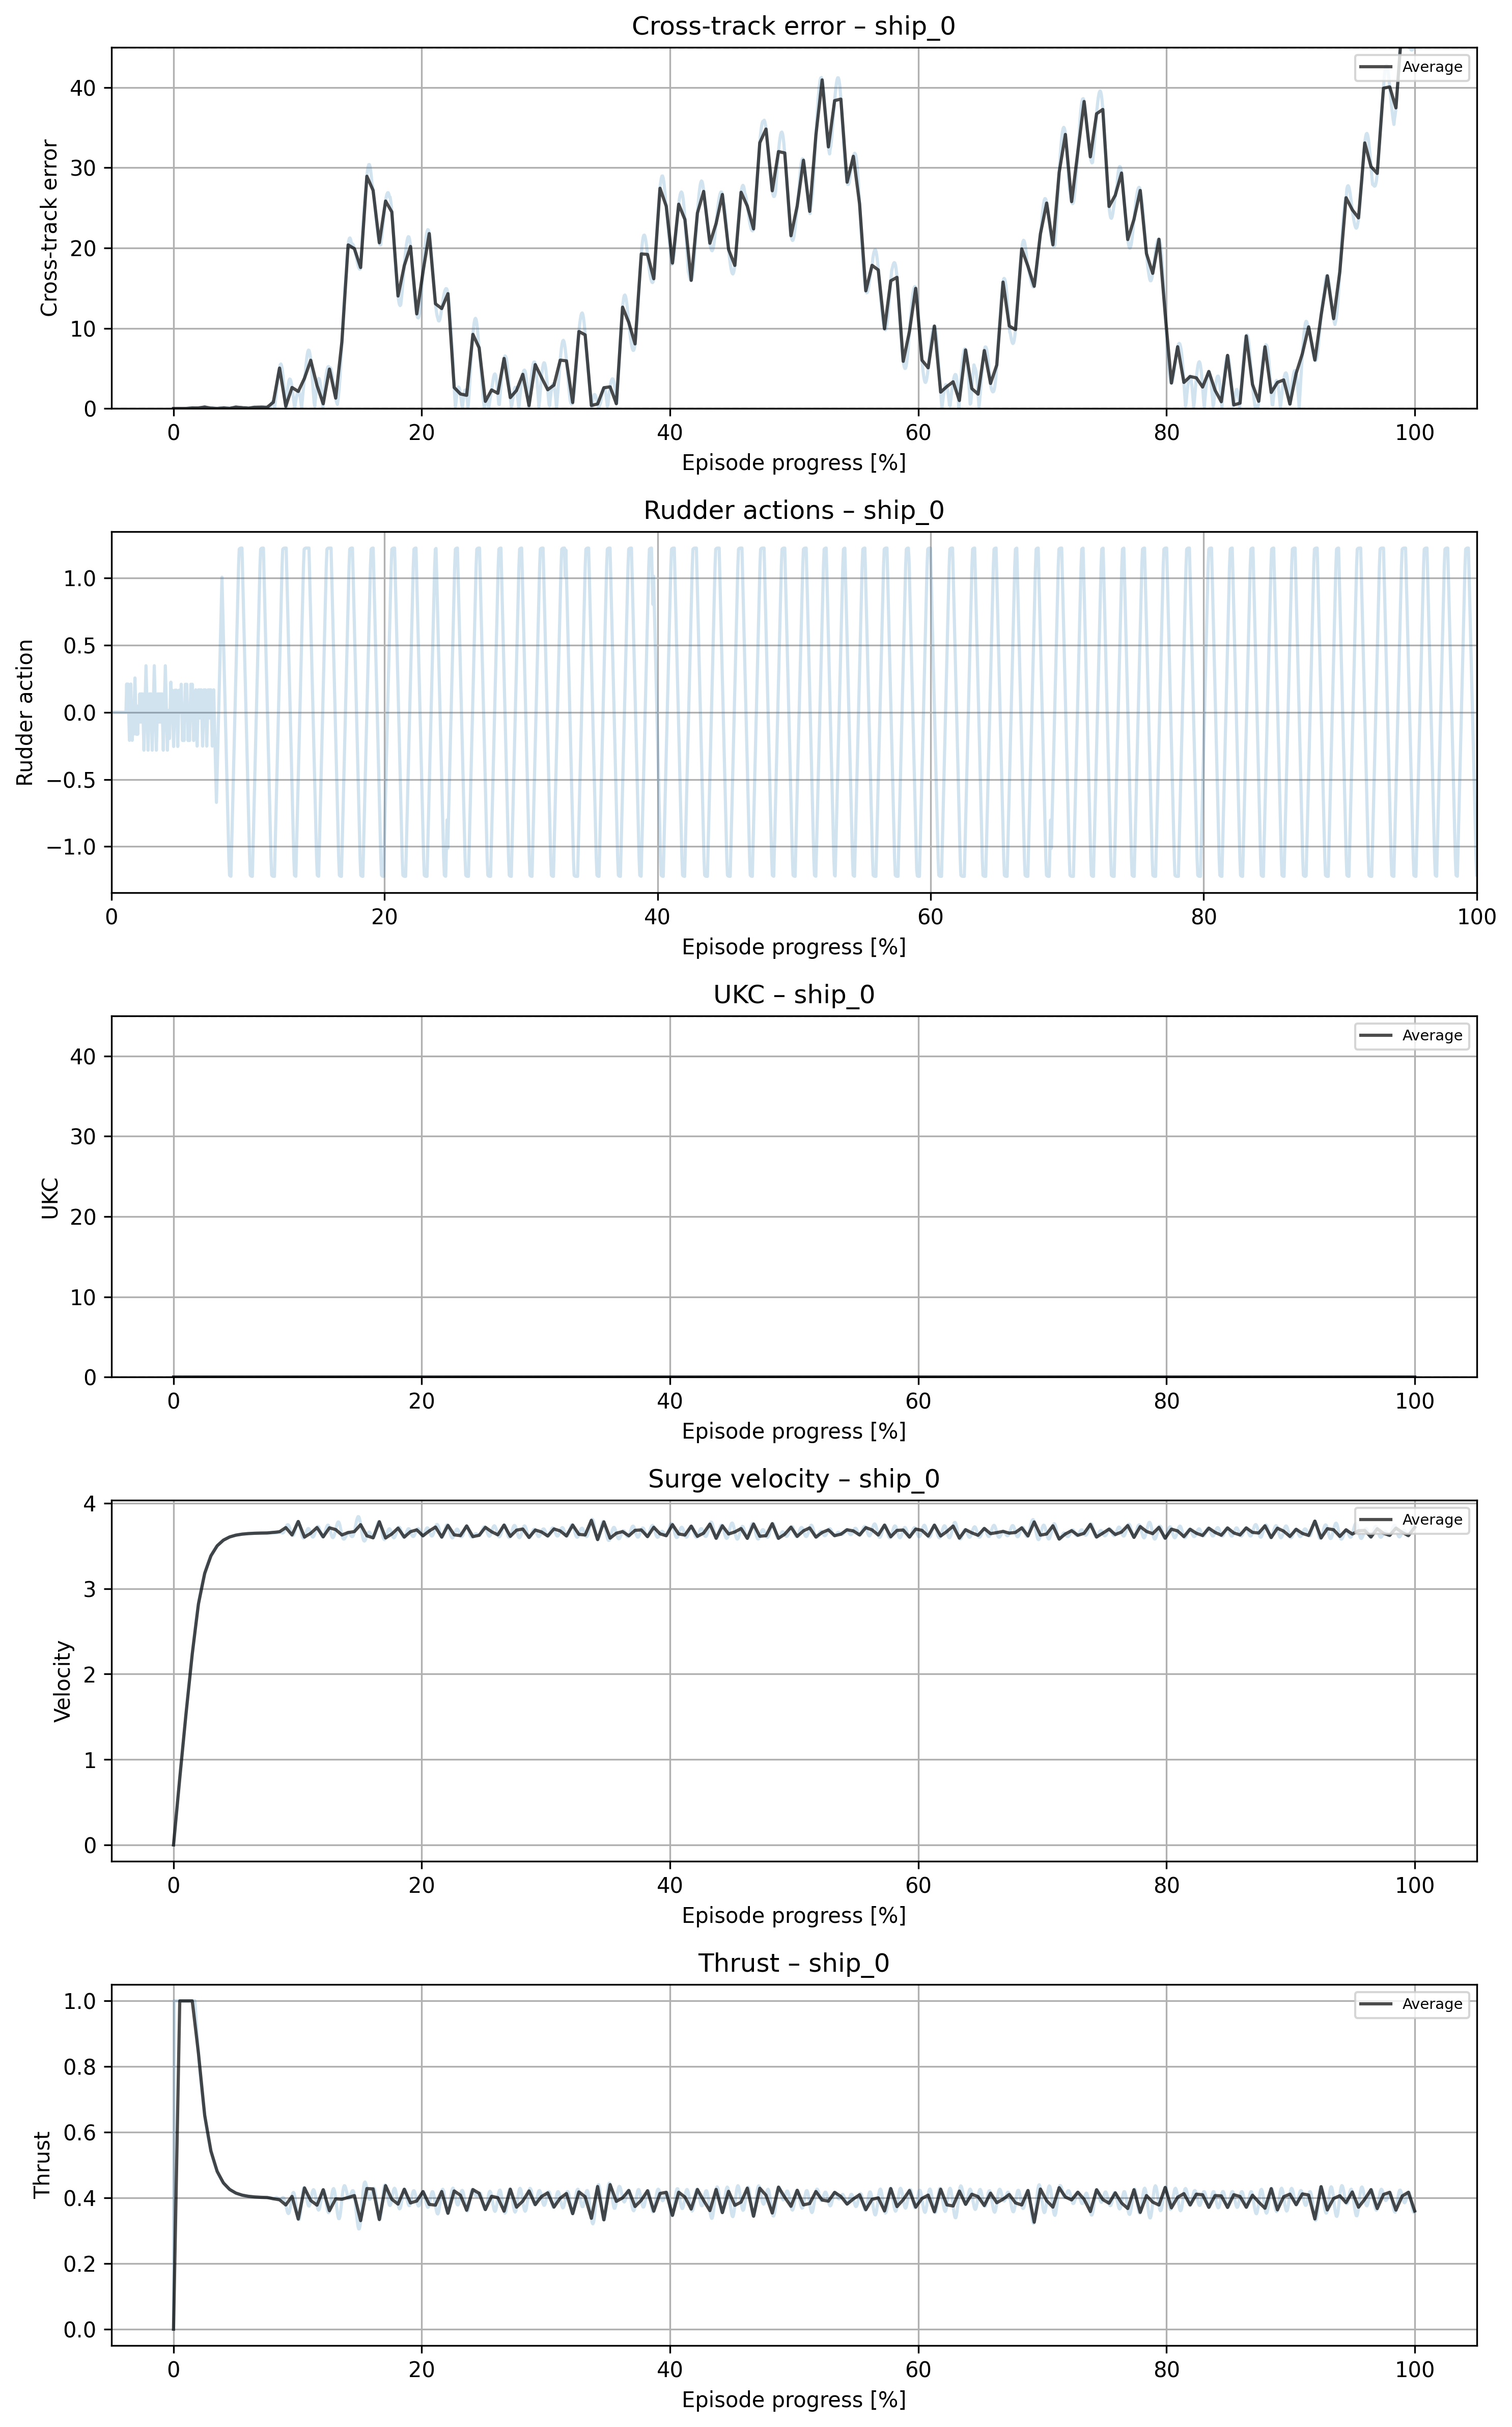 Cross-track error – ship_0
Average
40
30
20
10
0
Cross-track error
0 20 40 60 80 100
Episode progress [%]
Rudder actions – ship_0
1.0
0.5
0.0
−0.5
−1.0
Rudder action
0 20 40 60 80 100
Episode progress [%]
UKC – ship_0
Average
40
30
20
10
0
UKC
0 20 40 60 80 100
Episode progress [%]
Surge velocity – ship_0
Average
4
3
2
1
0
Velocity
0 20 40 60 80 100
Episode progress [%]
Thrust – ship_0
Average
1.0
0.8
0.6
0.4
0.2
0.0
Thrust
0 20 40 60 80 100
Episode progress [%]